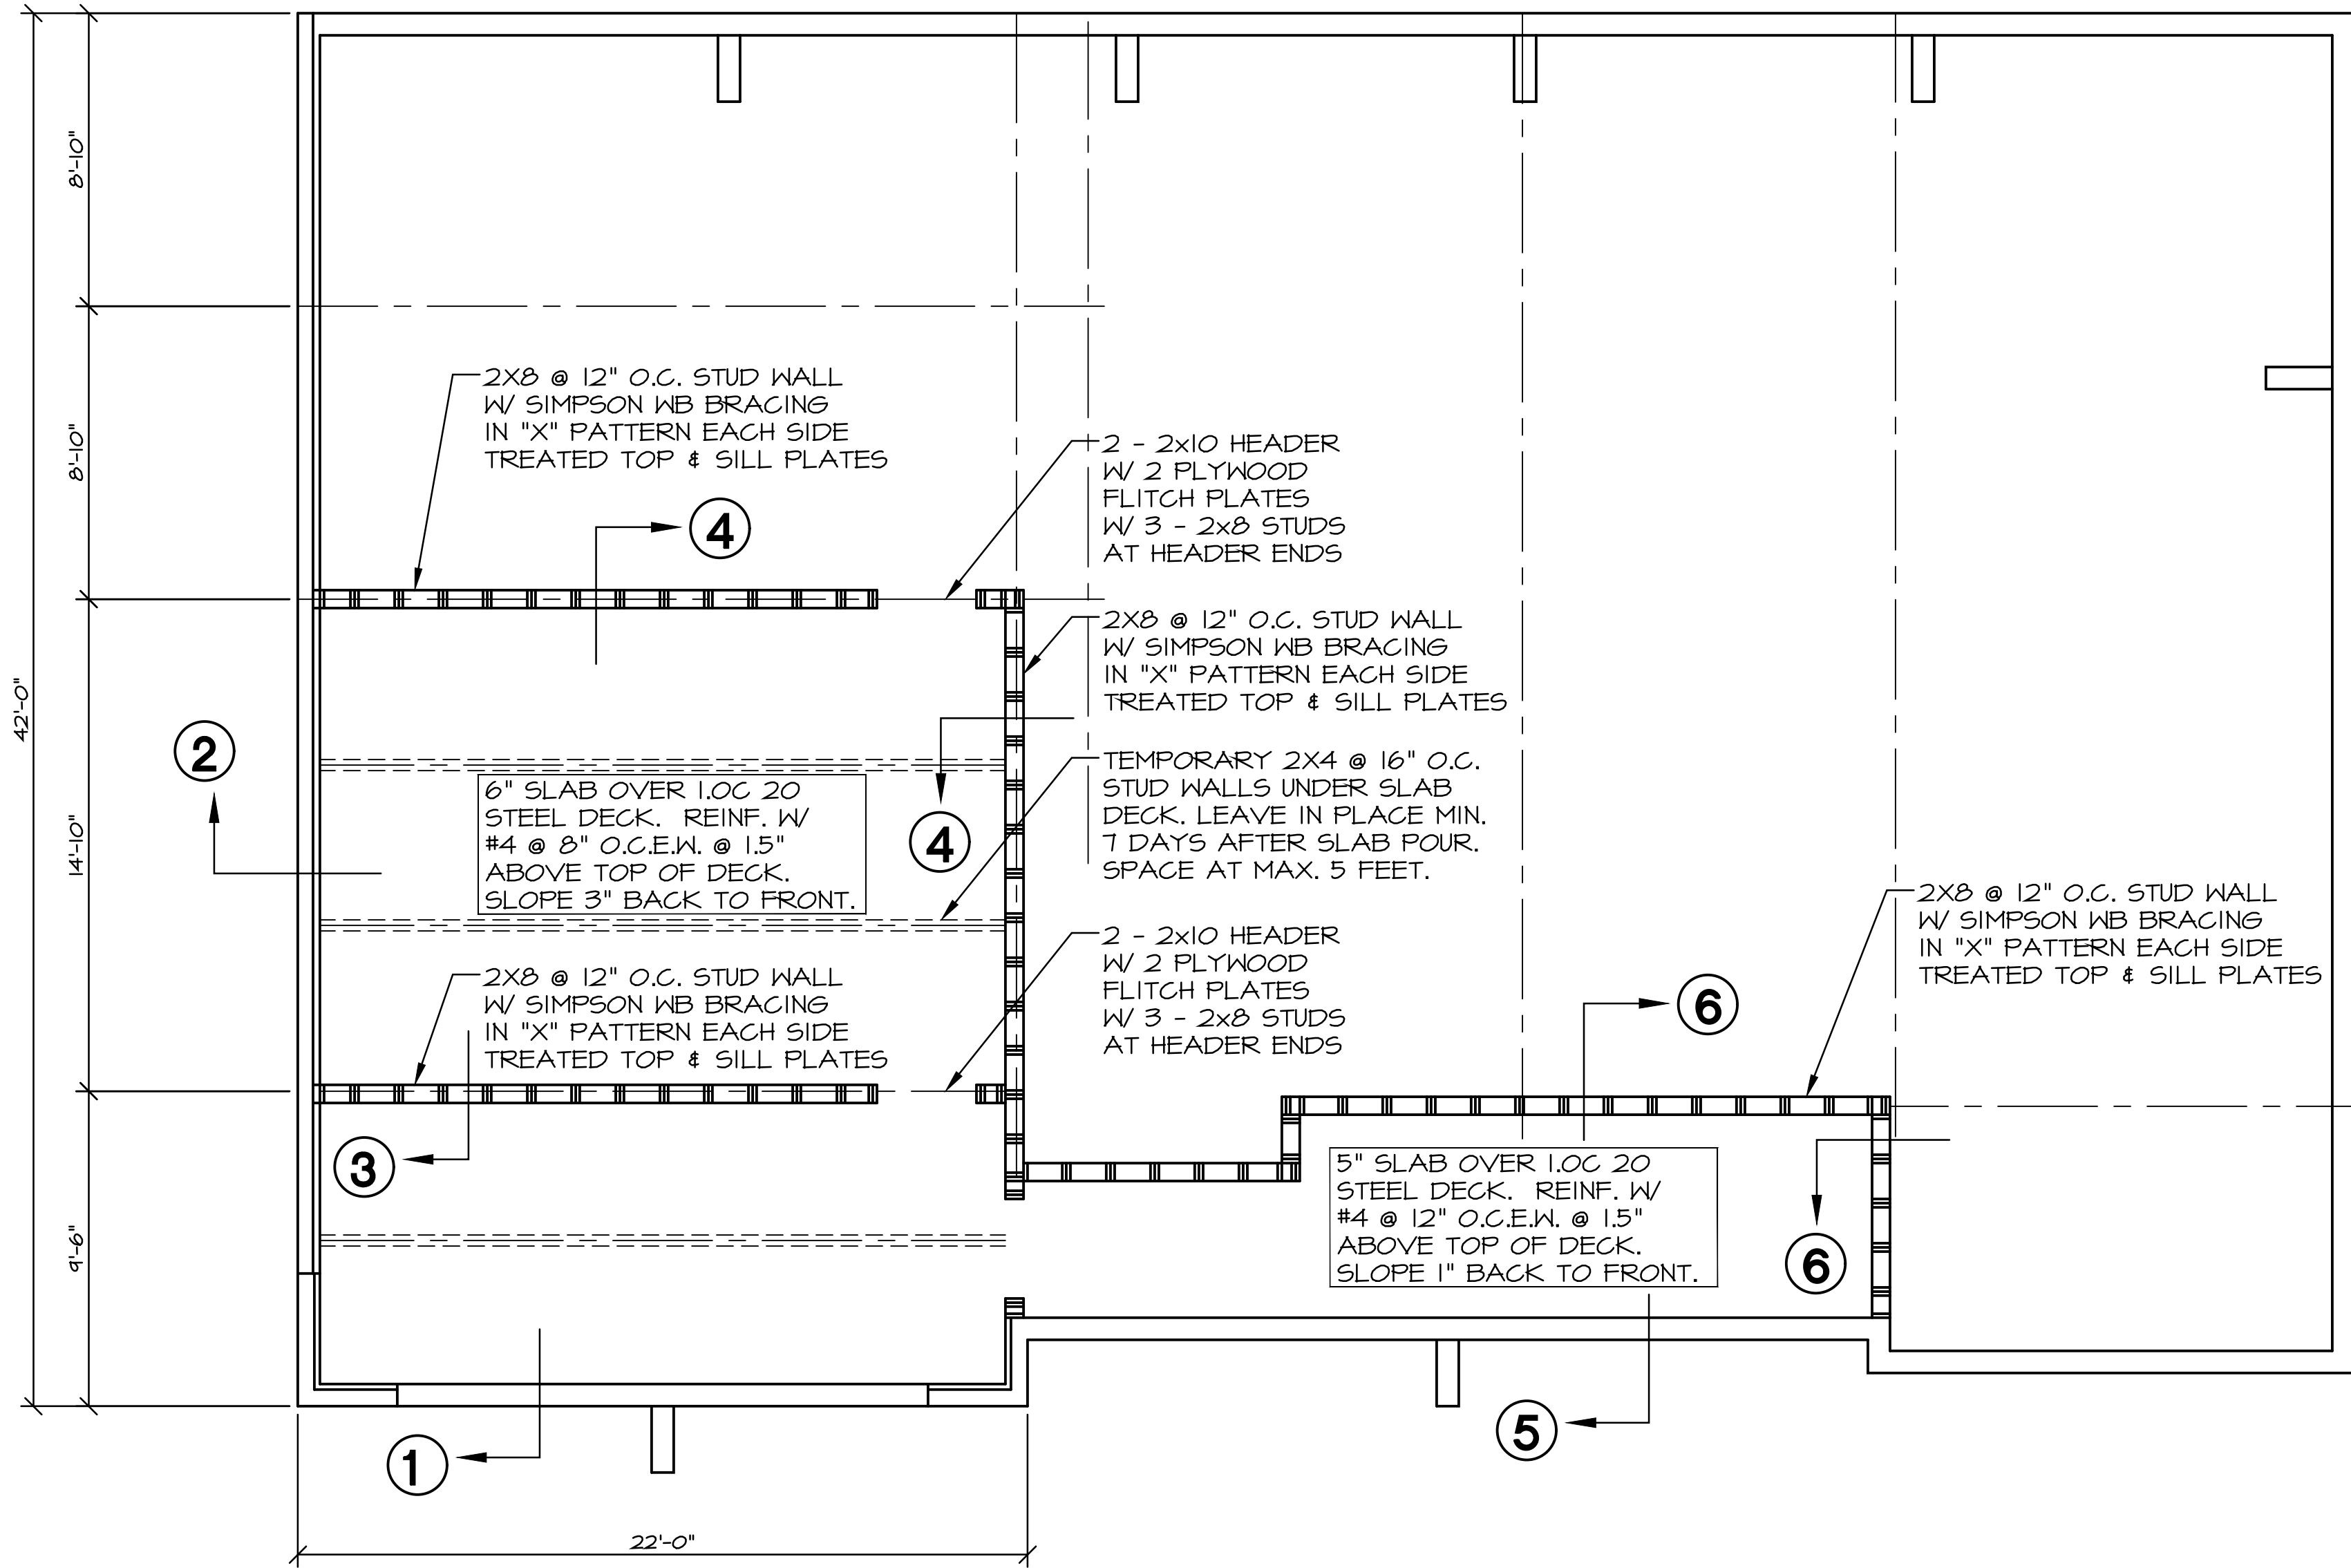 8'-10"
2X8 @ 12" O.C. STUD WALL
W/ SIMPSON WB BRACING
IN "X" PATTERN EACH SIDE
TREATED TOP & SILL PLATES
8'-10"
2 - 2x10 HEADER
W/ 2 PLYWOOD
FLITCH PLATES
W/ 3 - 2x8 STUDS
AT HEADER ENDS
4
2X8 @ 12" O.C. STUD WALL
W/ SIMPSON WB BRACING
IN "X" PATTERN EACH SIDE
TREATED TOP & SILL PLATES
42'-0"
2
TEMPORARY 2X4 @ 16" O.C.
STUD WALLS UNDER SLAB
DECK. LEAVE IN PLACE MIN.
7 DAYS AFTER SLAB POUR.
SPACE AT MAX. 5 FEET.
6" SLAB OVER 1.0C 20
STEEL DECK. REINF. W/
#4 @ 8" O.C.E.W. @ 1.5"
ABOVE TOP OF DECK.
SLOPE 3" BACK TO FRONT.
14'-10"
4
2X8 @ 12" O.C. STUD WALL
W/ SIMPSON WB BRACING
IN "X" PATTERN EACH SIDE
TREATED TOP & SILL PLATES
2 - 2x10 HEADER
W/ 2 PLYWOOD
FLITCH PLATES
W/ 3 - 2x8 STUDS
AT HEADER ENDS
2X8 @ 12" O.C. STUD WALL
W/ SIMPSON WB BRACING
IN "X" PATTERN EACH SIDE
TREATED TOP & SILL PLATES
6
3
5" SLAB OVER 1.0C 20
STEEL DECK. REINF. W/
#4 @ 12" O.C.E.W. @ 1.5"
ABOVE TOP OF DECK.
SLOPE 1" BACK TO FRONT.
9'-6"
6
5
1
22'-0"